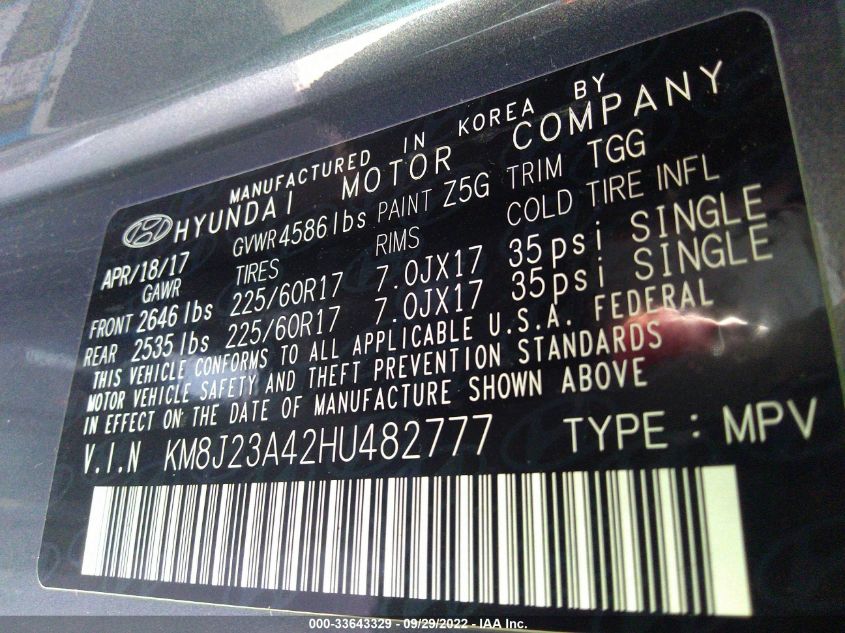 MANUFACTURED IN KOREA BY
HYUNDAI MOTOR COMPANY
APR/18/17 GVWR 4586 lbs PAINT Z5G TRIM TGG
GAWR TIRES RIMS COLD TIRE INFL
FRONT 2646 lbs 225/60R17 7.0JX17 35psi SINGLE
REAR 2535 lbs 225/60R17 7.0JX17 35psi SINGLE
THIS VEHICLE CONFORMS TO ALL APPLICABLE U.S.A. FEDERAL
MOTOR VEHICLE SAFETY AND THEFT PREVENTION STANDARDS
IN EFFECT ON THE DATE OF MANUFACTURE SHOWN ABOVE
V.I.N KM8J23A42HU482777 TYPE : MPV
000-33643329 - 09/29/2022 - IAA Inc.